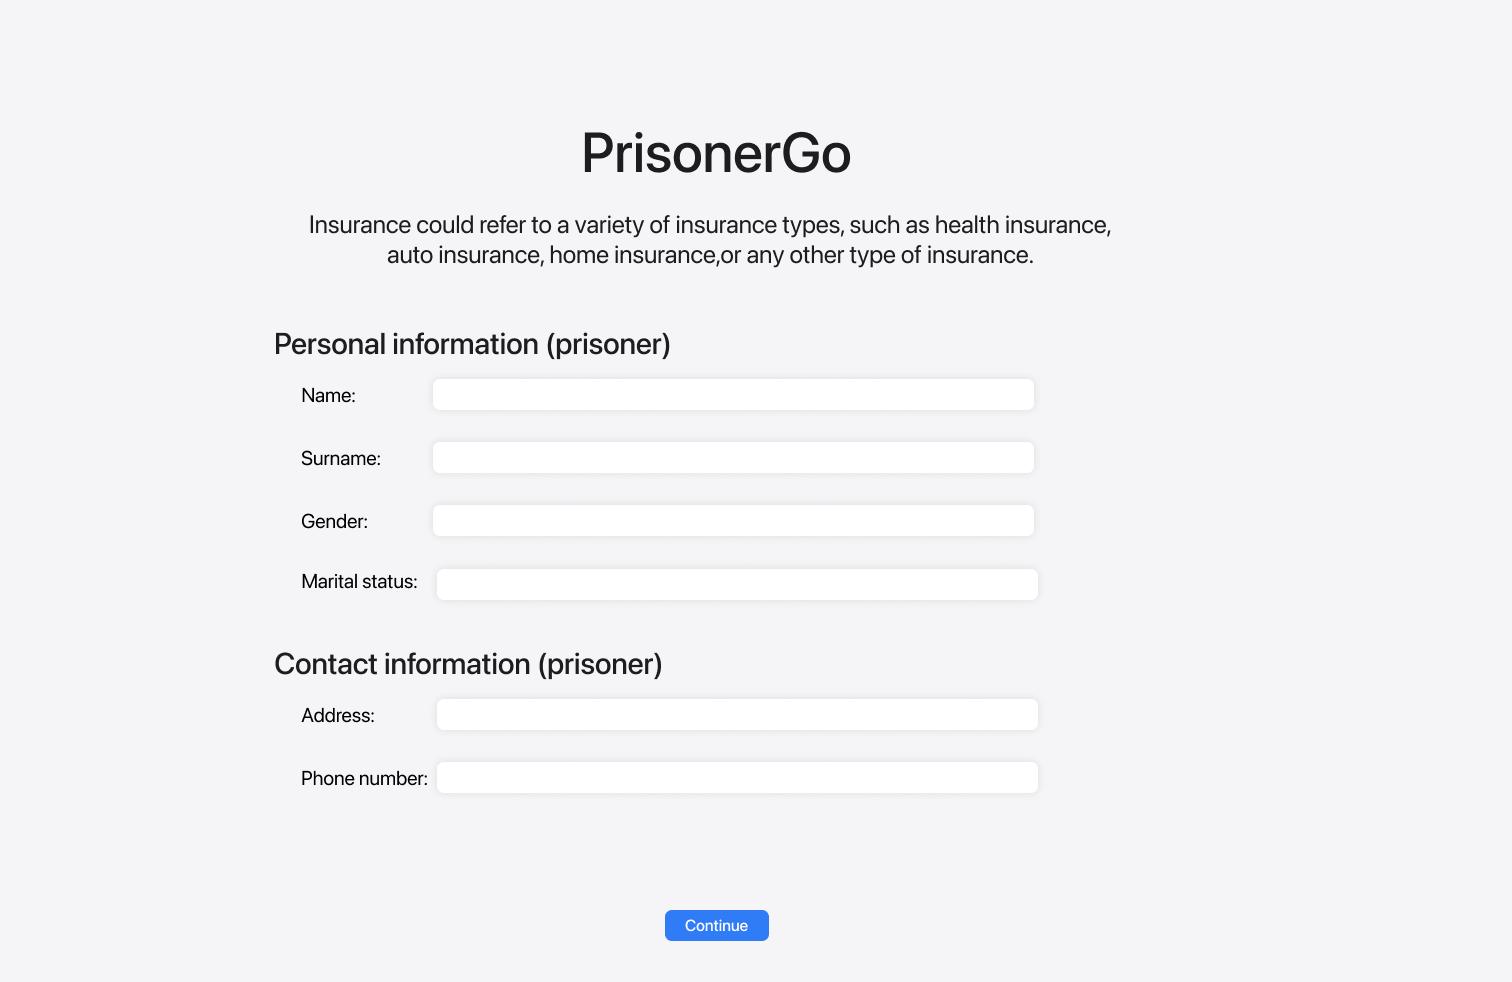 PrisonerGo
Insurance could refer to a variety of insurance types, such as health insurance,
auto insurance, home insurance,or any other type of insurance.
Personal information (prisoner)
Name:
Surname:
Gender:
Marital status:
Contact information (prisoner)
Address:
Phone number:
Continue